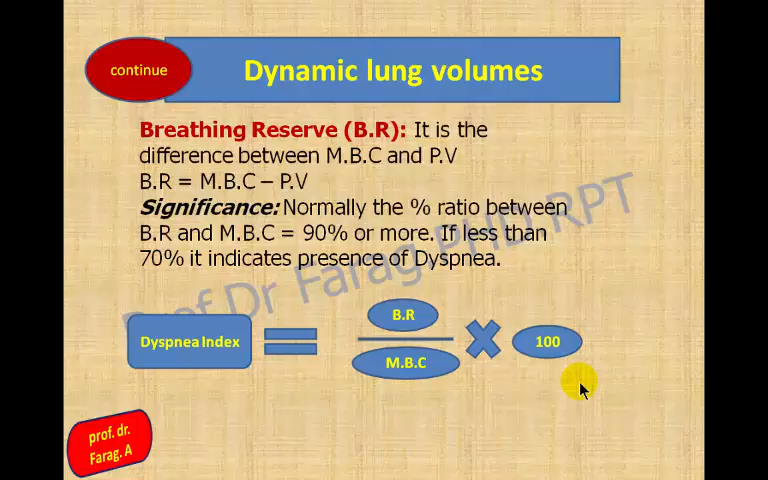 continue
Dynamic lung volumes
Breathing Reserve (B.R): It is the
difference between M.B.C and P.V
B.R = M.B.C – P.V
Significance: Normally the % ratio between
B.R and M.B.C = 90% or more. If less than
70% it indicates presence of Dyspnea.
Prof Dr Farag PHD RPT
Dyspnea Index
B.R
M.B.C
100
prof. dr.
Farag. A